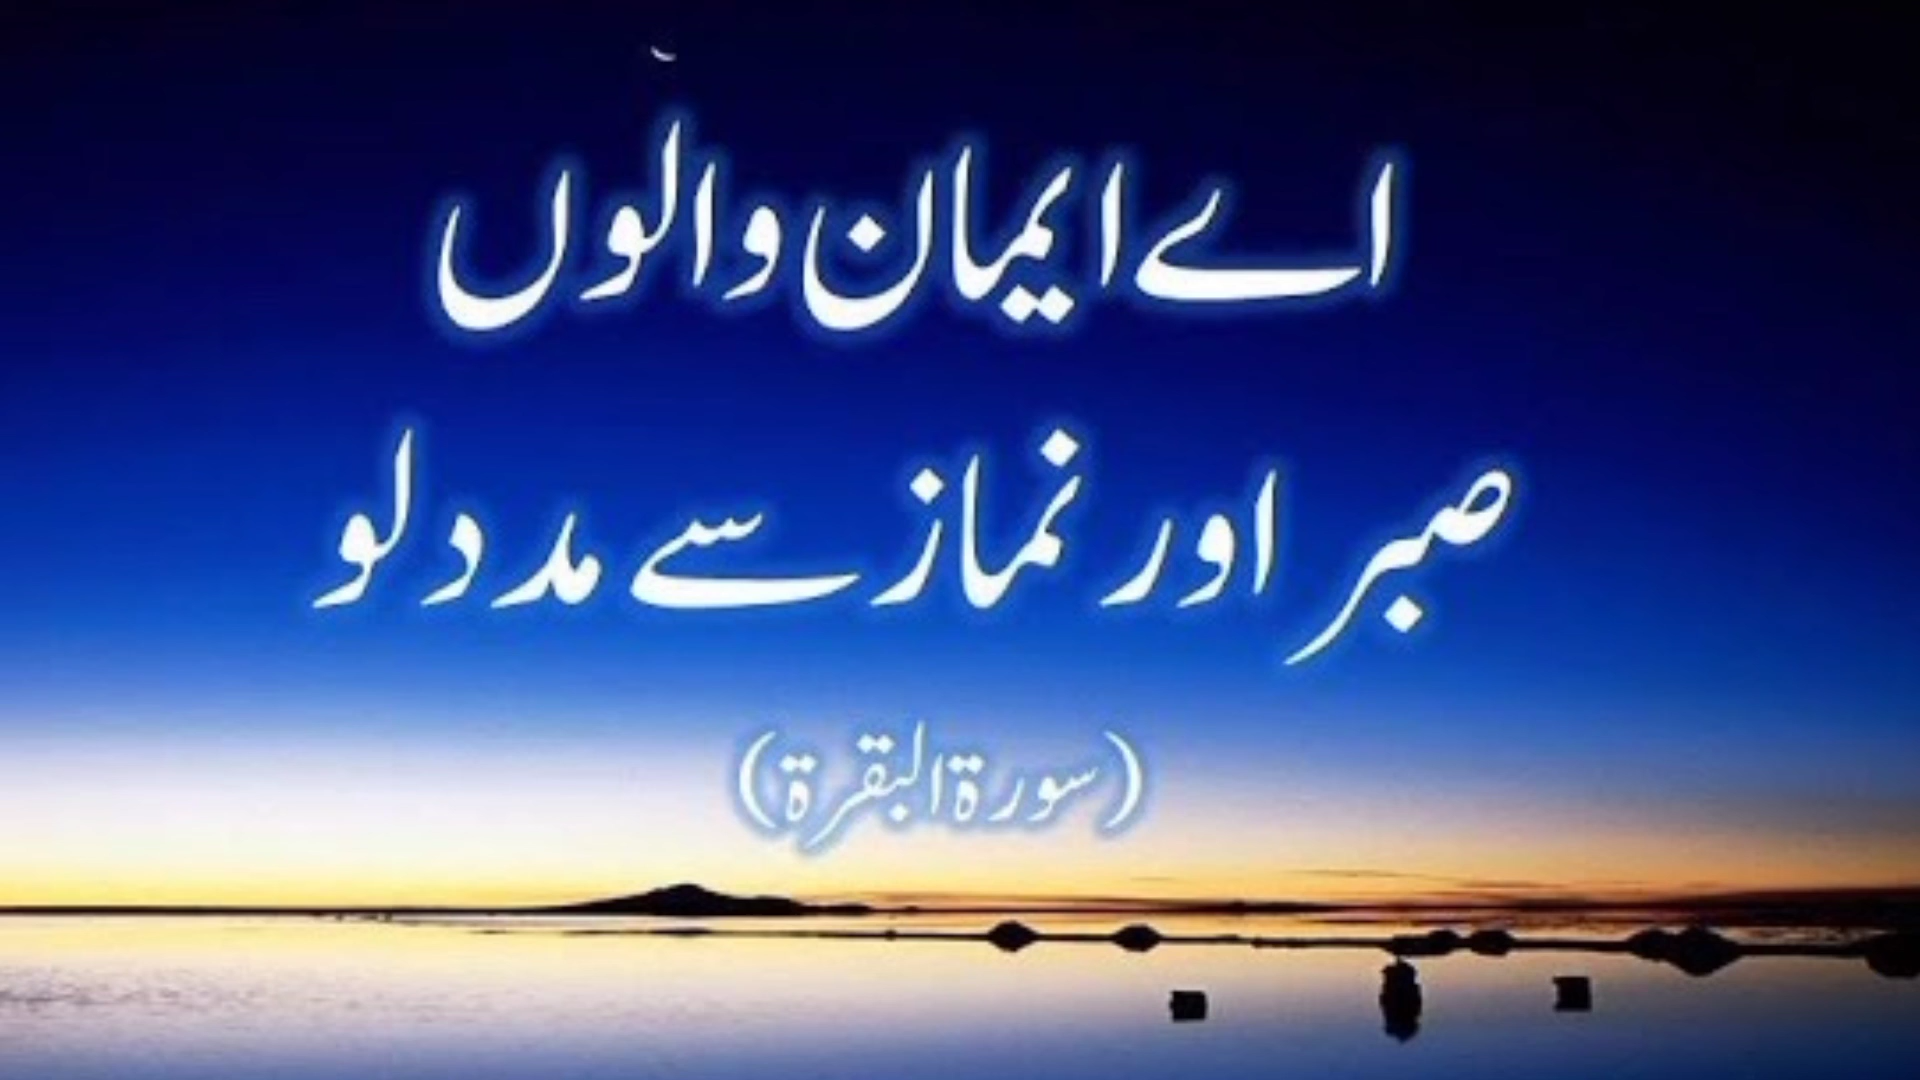 اے ایمان والوں
صبر اور نماز سے مدد لو
(سورۃ البقرۃ)